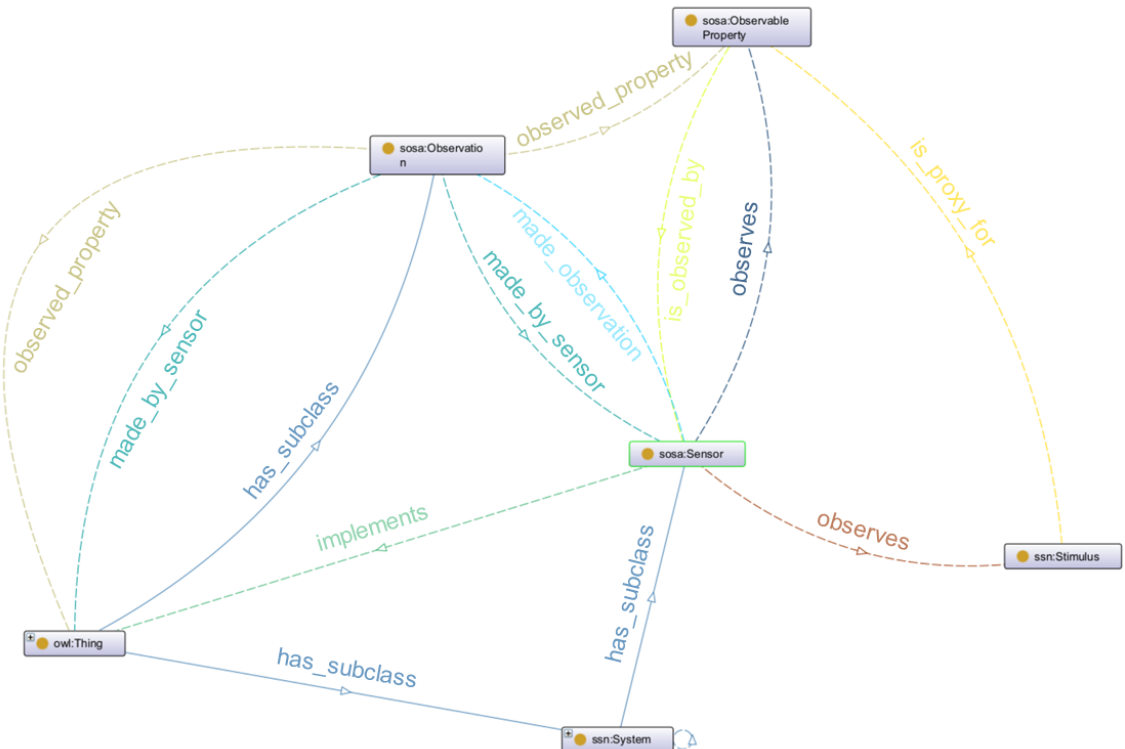 sosa:Observable
Property
observed_property
sosa:Observatio
n
is_proxy_for
is_observed_by
observes
made_observation
observed_property
made_by_sensor
made_by_sensor
has_subclass
sosa:Sensor
implements
observes
ssn:Stimulus
has_subclass
owl:Thing
has_subclass
ssn:System